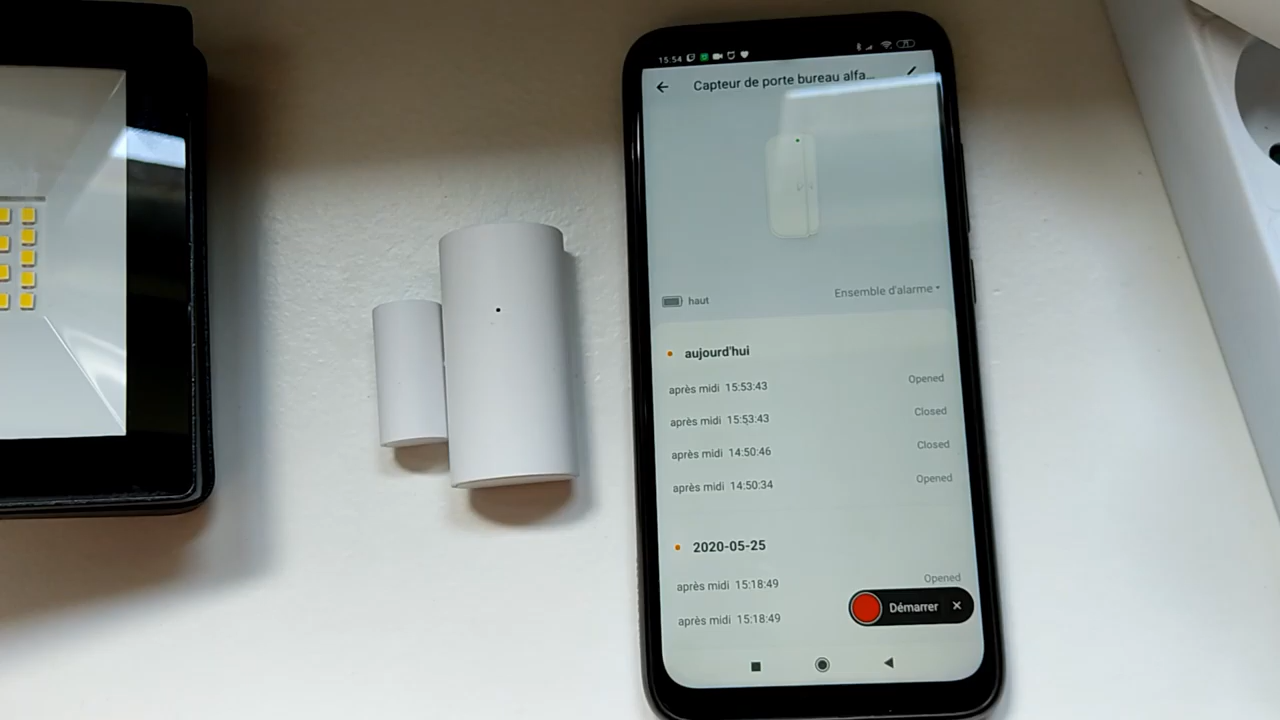 15:54
Capteur de porte bureau alfa...
haut
Ensemble d'alarme
aujourd'hui
après midi 15:53:43 Opened
après midi 15:53:43 Closed
après midi 14:50:46 Closed
après midi 14:50:34 Opened
2020-05-25
après midi 15:18:49 Opened
après midi 15:18:49
Démarrer